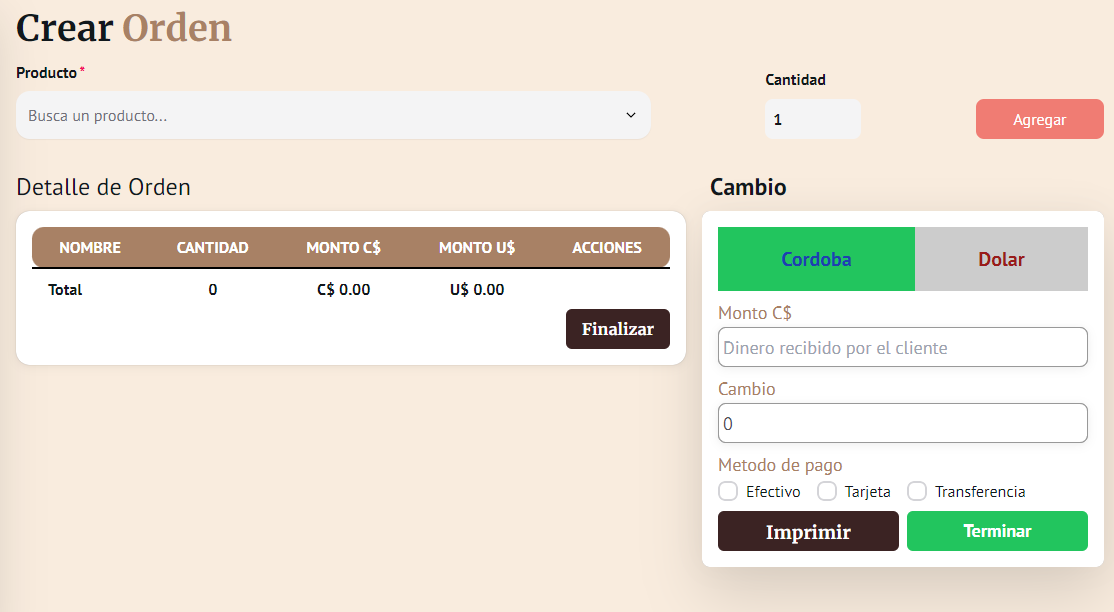 Crear Orden
Producto *
Busca un producto...
Cantidad
1
Agregar
Detalle de Orden
NOMBRE CANTIDAD MONTO C$ MONTO U$ ACCIONES
Total 0 C$ 0.00 U$ 0.00
Finalizar
Cambio
Cordoba Dolar
Monto C$
Dinero recibido por el cliente
Cambio
0
Metodo de pago
Efectivo Tarjeta Transferencia
Imprimir Terminar